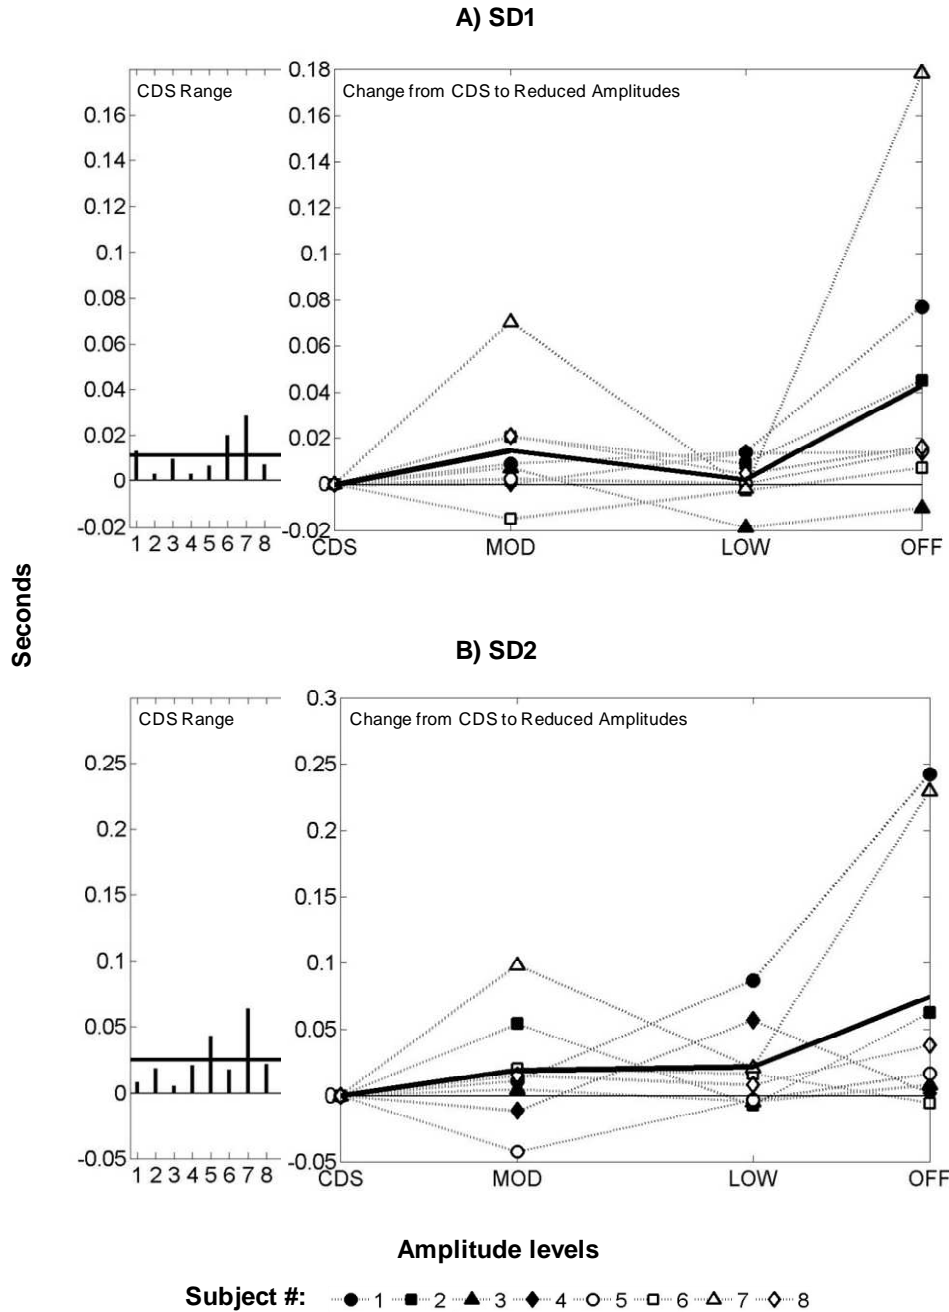 A) SD1
CDS Range
0.16
0.14
0.12
0.1
0.08
0.06
0.04
0.02
0
-0.02
1 2 3 4 5 6 7 8
Change from CDS to Reduced Amplitudes
0.18
0.16
0.14
0.12
0.1
0.08
0.06
0.04
0.02
0
-0.02
CDS MOD LOW OFF
Seconds
B) SD2
CDS Range
0.25
0.2
0.15
0.1
0.05
0
-0.05
1 2 3 4 5 6 7 8
Change from CDS to Reduced Amplitudes
0.3
0.25
0.2
0.15
0.1
0.05
0
-0.05
CDS MOD LOW OFF
Amplitude levels
Subject #: 1 2 3 4 5 6 7 8